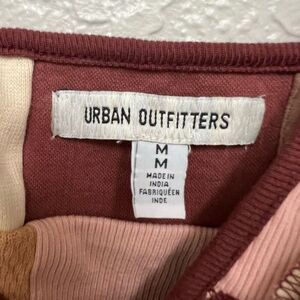 URBAN OUTFITTERS
M
M
MADE IN
INDIA
FABRIQUÉ EN
INDE